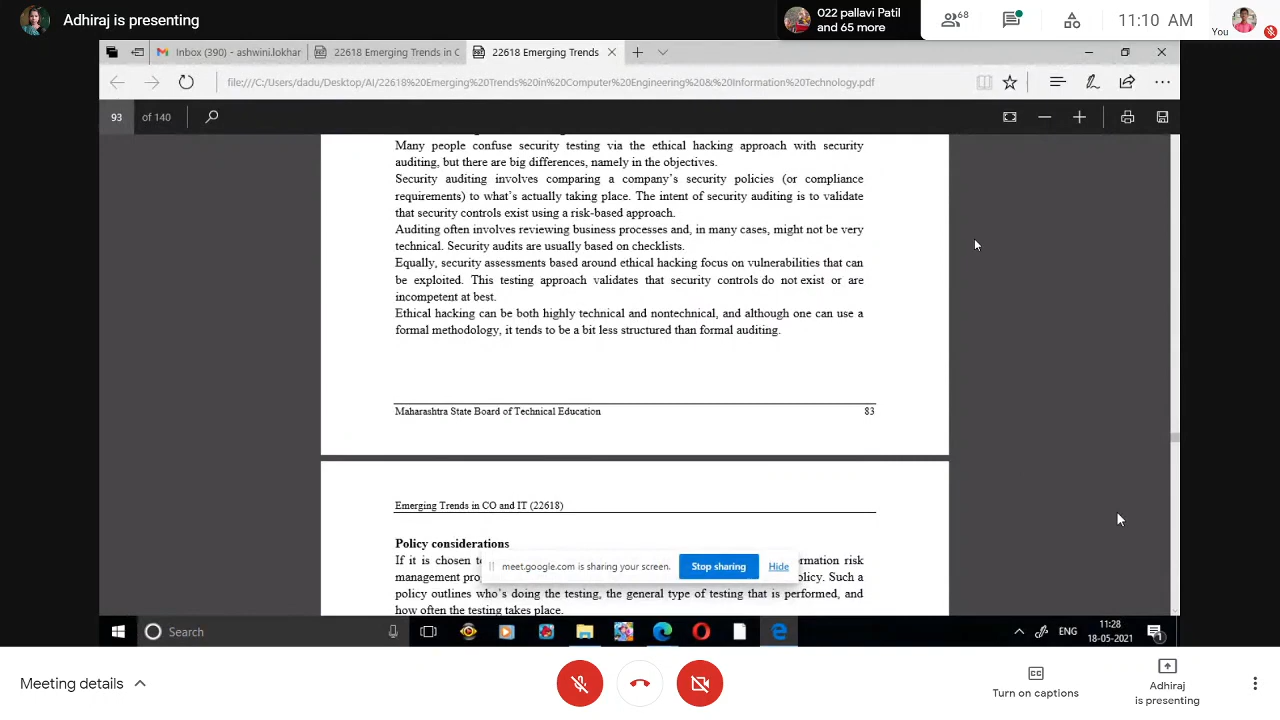 Adhiraj is presenting
022 pallavi Patil
and 65 more
68
11:10 AM
You
Inbox (390) - ashwini.lokhar
22618 Emerging Trends in C
22618 Emerging Trends
file:///C:/Users/dadu/Desktop/AI/22618%20Emerging%20Trends%20in%20Computer%20Engineering%20&%20Information%20Technology.pdf
93 of 140
Many people confuse security testing via the ethical hacking approach with security
auditing, but there are big differences, namely in the objectives.
Security auditing involves comparing a company's security policies (or compliance
requirements) to what's actually taking place. The intent of security auditing is to validate
that security controls exist using a risk-based approach.
Auditing often involves reviewing business processes and, in many cases, might not be very
technical. Security audits are usually based on checklists.
Equally, security assessments based around ethical hacking focus on vulnerabilities that can
be exploited. This testing approach validates that security controls do not exist or are
incompetent at best.
Ethical hacking can be both highly technical and nontechnical, and although one can use a
formal methodology, it tends to be a bit less structured than formal auditing.
Maharashtra State Board of Technical Education 83
Emerging Trends in CO and IT (22618)
Policy considerations
If it is chosen t rmation risk
management pro olicy. Such a
meet.google.com is sharing your screen. Stop sharing Hide
policy outlines who's doing the testing, the general type of testing that is performed, and
how often the testing takes place.
Search
ENG
11:28
18-05-2021
1
Meeting details
Turn on captions
Adhiraj
is presenting